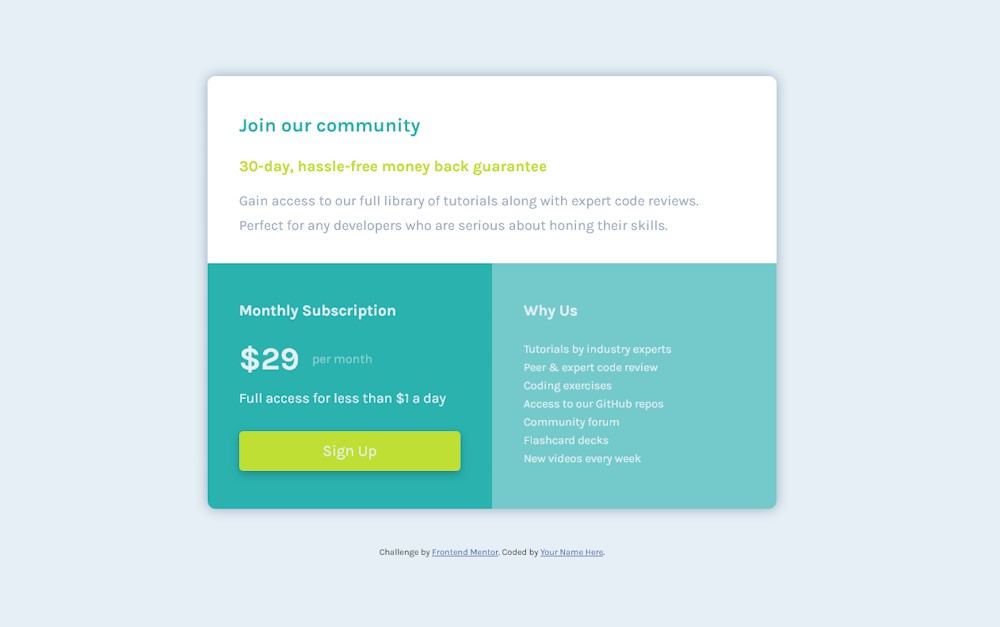 Join our community
30-day, hassle-free money back guarantee
Gain access to our full library of tutorials along with expert code reviews.
Perfect for any developers who are serious about honing their skills.
Monthly Subscription
$29 per month
Full access for less than $1 a day
Sign Up
Why Us
Tutorials by industry experts
Peer & expert code review
Coding exercises
Access to our GitHub repos
Community forum
Flashcard decks
New videos every week
Challenge by Frontend Mentor. Coded by Your Name Here.